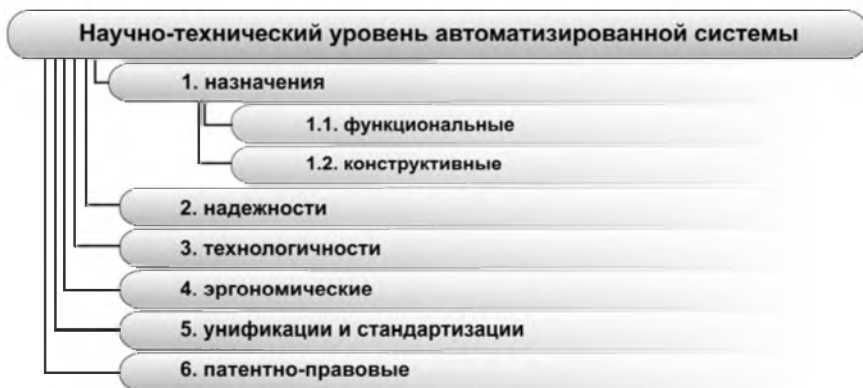 Научно-технический уровень автоматизированной системы
1. назначения
1.1. функциональные
1.2. конструктивные
2. надежности
3. технологичности
4. эргономические
5. унификации и стандартизации
6. патентно-правовые